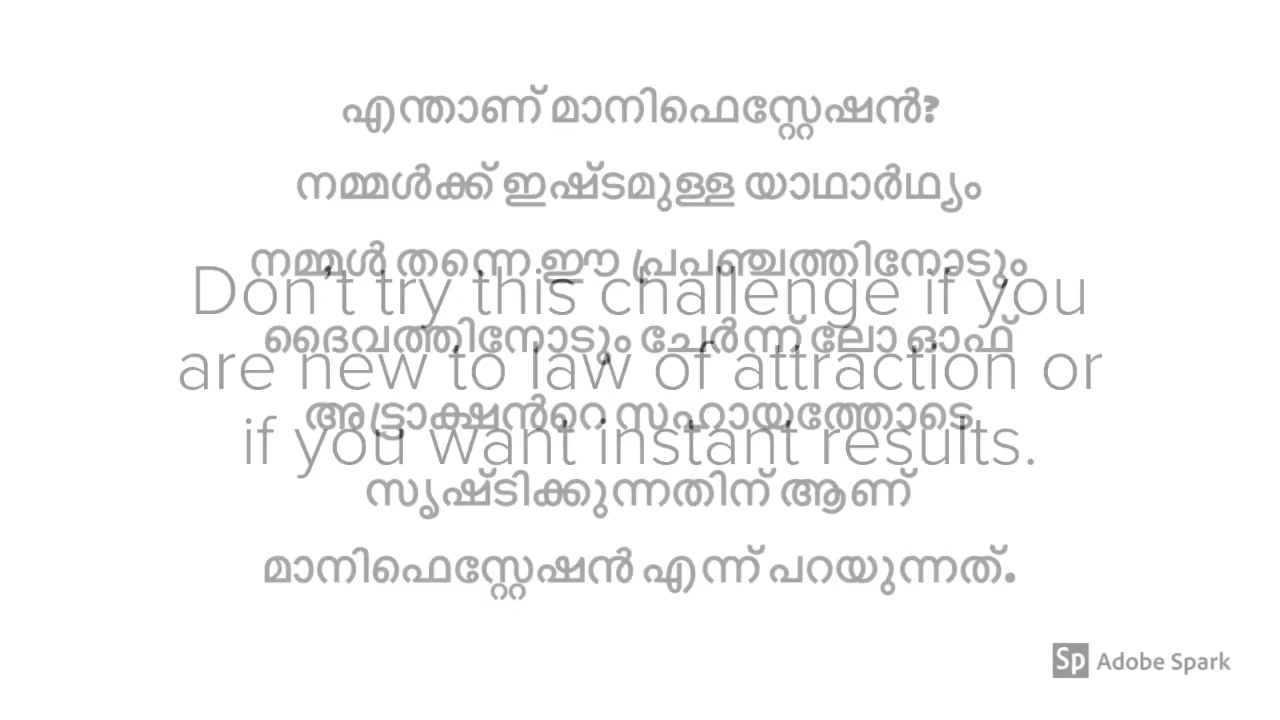 എന്താണ് മാനിഫെസ്റ്റേഷൻ?
നമ്മൾക്ക് ഇഷ്ടമുള്ള യാഥാർഥ്യം
നമ്മൾ തന്നെ ഈ പ്രപഞ്ചത്തിനോടും
Don't try this challenge if you
ദൈവത്തിനോടും ചേർന്ന് ലോ ഓഫ്
are new to law of attraction or
അട്രാക്ഷൻറെ സഹായത്തോടെ
if you want instant results.
സൃഷ്ടിക്കുന്നതിന് ആണ്
മാനിഫെസ്റ്റേഷൻ എന്ന് പറയുന്നത്.
Sp Adobe Spark